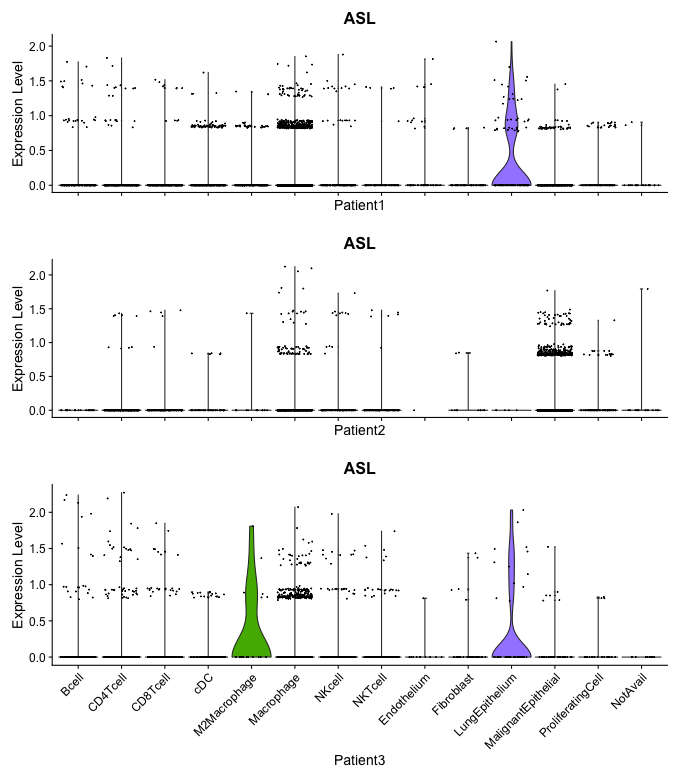 ASL
Expression Level
2.0
1.5
1.0
0.5
0.0
Patient1
ASL
Expression Level
2.0
1.5
1.0
0.5
0.0
Patient2
ASL
Expression Level
2.0
1.5
1.0
0.5
0.0
Bcell
CD4Tcell
CD8Tcell
cDC
M2Macrophage
Macrophage
NKcell
NKTcell
Endothelium
Fibroblast
LungEpithelium
MalignantEpithelial
ProliferatingCell
NotAvail
Patient3